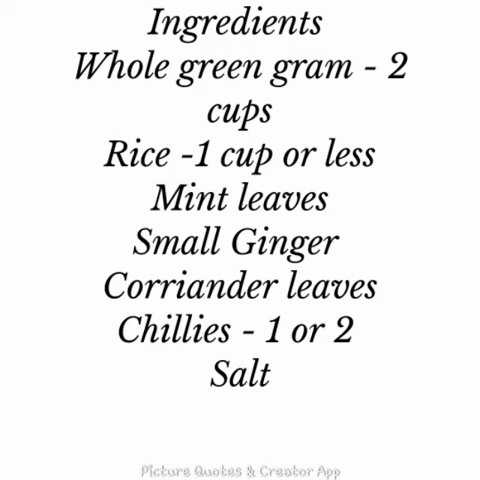 Ingredients
Whole green gram - 2
cups
Rice -1 cup or less
Mint leaves
Small Ginger
Corriander leaves
Chillies - 1 or 2
Salt
Picture Quotes & Creator App